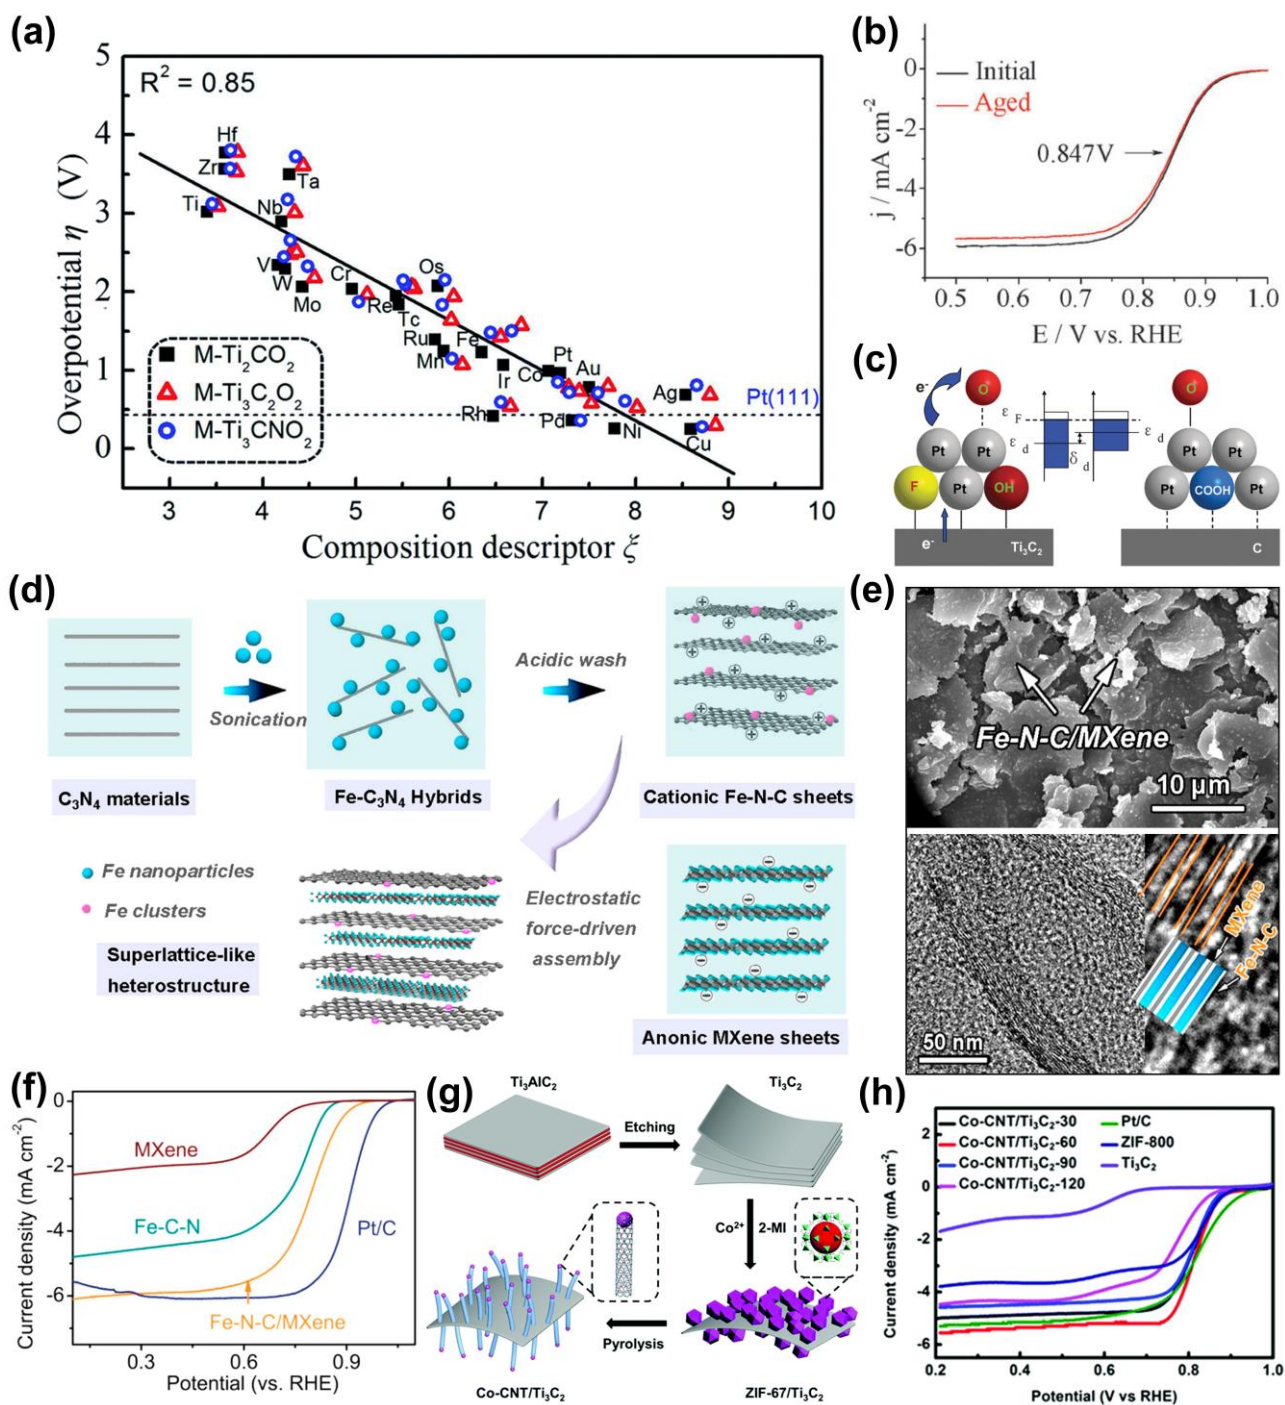 (a)
5
4
3
2
1
0
Overpotential η (V)
R² = 0.85
Hf
Zr
Ta
Ti
Nb
V
W
Mo
Cr
Re
Tc
Os
Ru
Mn
Fe
Ir
Co
Pt
Au
Rh
Pd
Ni
Ag
Cu
Pt(111)
M-Ti₂CO₂
M-Ti₃C₂O₂
M-Ti₃CNO₂
3 4 5 6 7 8 9 10
Composition descriptor ξ
(b)
Initial
Aged
0.847V
0
-2
-4
-6
j / mA cm⁻²
0.5 0.6 0.7 0.8 0.9 1.0
E / V vs. RHE
(c)
e⁻
O*
ε F
ε d
δ d
ε d
O*
Pt Pt
F Pt OH
e⁻ Ti₃C₂
Pt Pt
Pt COOH Pt
C
(d)
Sonication
Acidic wash
C₃N₄ materials
Fe-C₃N₄ Hybrids
Cationic Fe-N-C sheets
Fe nanoparticles
Fe clusters
Superlattice-like
heterostructure
Electrostatic
force-driven
assembly
Anonic MXene sheets
(e)
Fe-N-C/MXene
10 μm
50 nm
MXene
Fe-N-C
(f)
0
-2
-4
-6
Current density (mA cm⁻²)
MXene
Fe-C-N
Pt/C
Fe-N-C/MXene
0.3 0.6 0.9
Potential (vs. RHE)
(g)
Ti₃AlC₂
Etching
Ti₃C₂
Co²⁺ 2-MI
Pyrolysis
Co-CNT/Ti₃C₂
ZIF-67/Ti₃C₂
(h)
2
0
-2
-4
-6
Current density (mA cm⁻²)
Co-CNT/Ti₃C₂-30
Co-CNT/Ti₃C₂-60
Co-CNT/Ti₃C₂-90
Co-CNT/Ti₃C₂-120
Pt/C
ZIF-800
Ti₃C₂
0.2 0.4 0.6 0.8 1.0
Potential (V vs RHE)